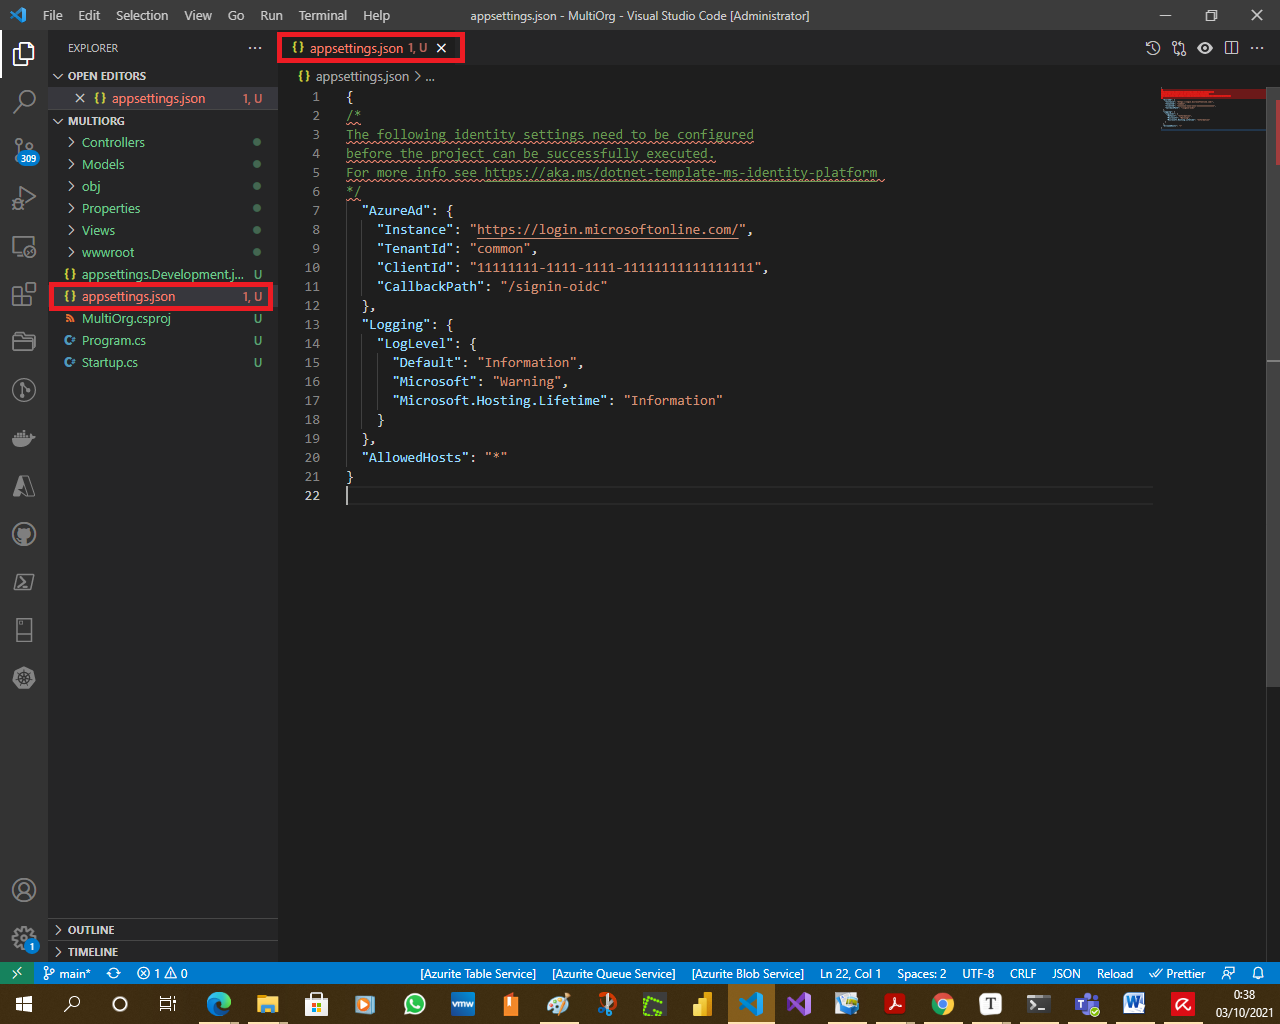 File Edit Selection View Go Run Terminal Help
appsettings.json - MultiOrg - Visual Studio Code [Administrator]
EXPLORER
OPEN EDITORS
appsettings.json 1, U
MULTIORG
Controllers
Models
obj
Properties
Views
wwwroot
appsettings.Development.j... U
appsettings.json 1, U
MultiOrg.csproj U
Program.cs U
Startup.cs U
OUTLINE
TIMELINE
309
1
appsettings.json 1, U
appsettings.json > ...
1 {
2 /*
3 The following identity settings need to be configured
4 before the project can be successfully executed.
5 For more info see https://aka.ms/dotnet-template-ms-identity-platform
6 */
7 "AzureAd": {
8 "Instance": "https://login.microsoftonline.com/",
9 "TenantId": "common",
10 "ClientId": "11111111-1111-1111-11111111111111111",
11 "CallbackPath": "/signin-oidc"
12 },
13 "Logging": {
14 "LogLevel": {
15 "Default": "Information",
16 "Microsoft": "Warning",
17 "Microsoft.Hosting.Lifetime": "Information"
18 }
19 },
20 "AllowedHosts": "*"
21 }
22
main* 1 0 [Azurite Table Service] [Azurite Queue Service] [Azurite Blob Service] Ln 22, Col 1 Spaces: 2 UTF-8 CRLF JSON Reload Prettier
vmw
T
0:38
03/10/2021